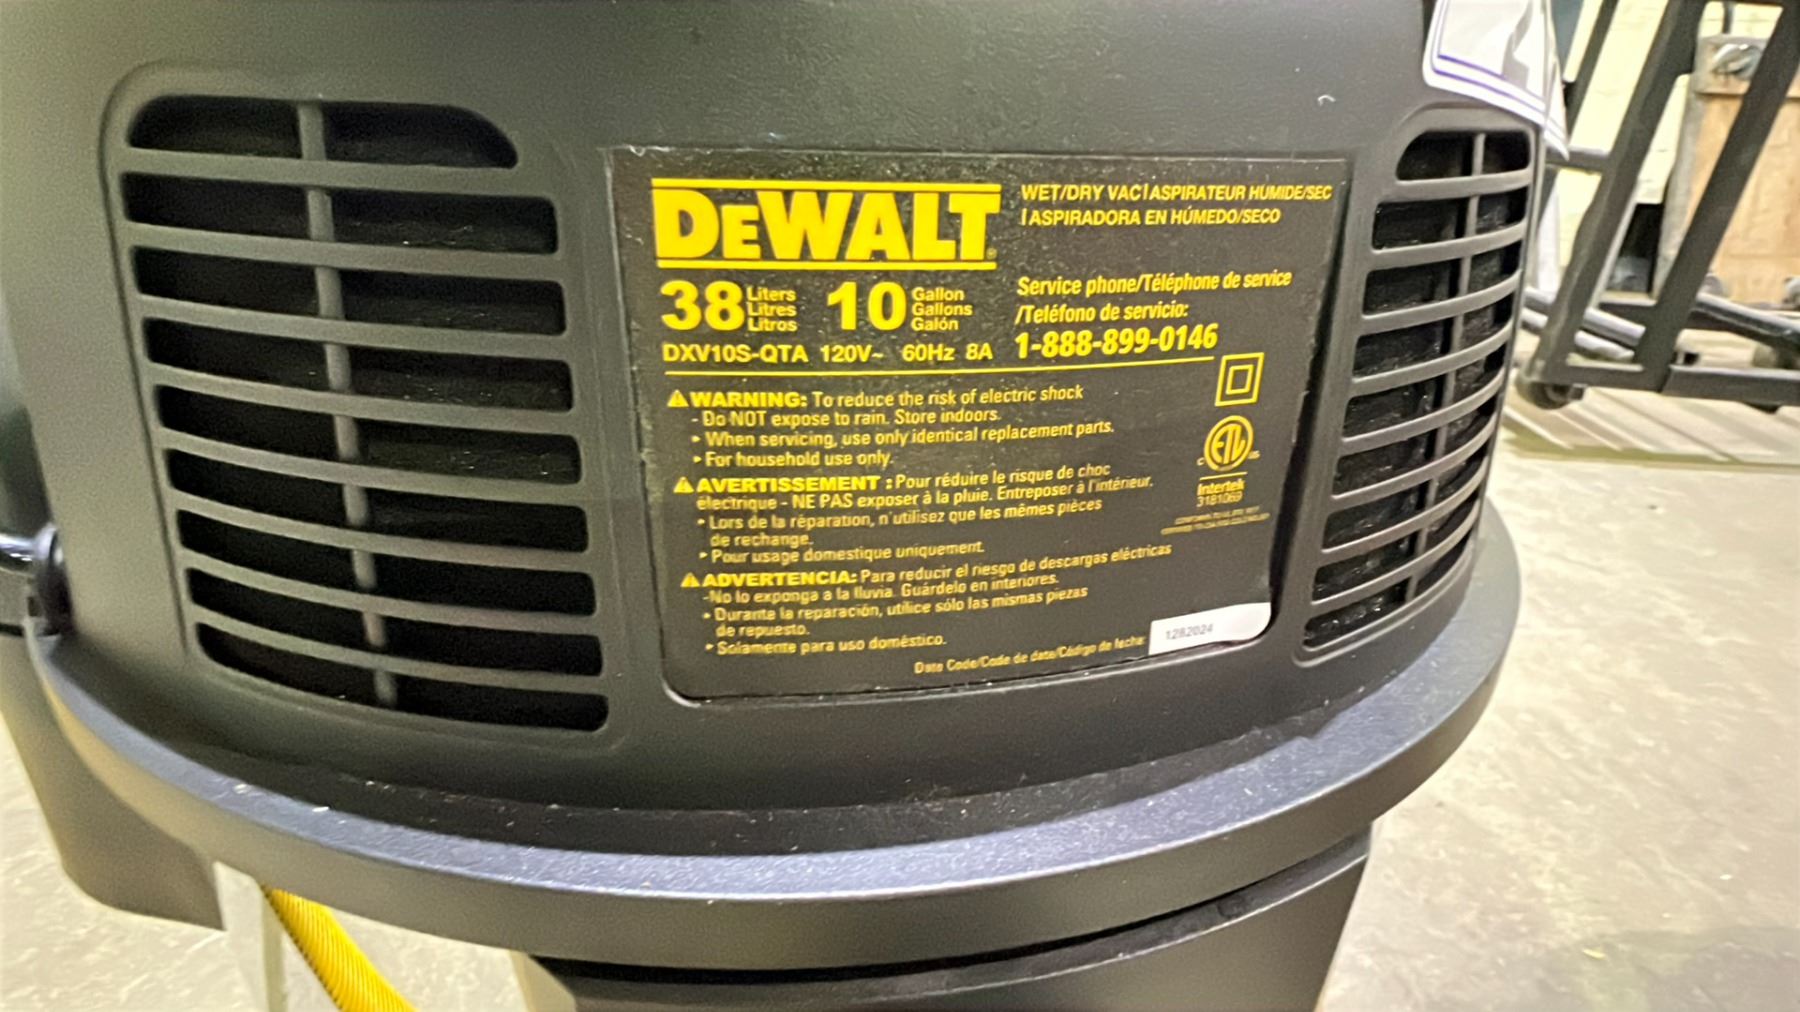 DEWALT
WET/DRY VAC | ASPIRATEUR HUMIDE/SEC
| ASPIRADORA EN HÚMEDO/SECO
38 Liters
Litres
Litros
10 Gallon
Gallons
Galón
DXV10S-QTA 120V~ 60Hz 8A
Service phone/Téléphone de service
/Teléfono de servicio:
1-888-899-0146
WARNING: To reduce the risk of electric shock
- Do NOT expose to rain. Store indoors.
• When servicing, use only identical replacement parts.
• For household use only.
AVERTISSEMENT : Pour réduire le risque de choc
électrique - NE PAS exposer à la pluie. Entreposer à l'intérieur.
• Lors de la réparation, n'utilisez que les mêmes pièces
de rechange.
• Pour usage domestique uniquement.
ADVERTENCIA: Para reducir el riesgo de descargas eléctricas
-No lo exponga a la lluvia. Guárdelo en interiores.
• Durante la reparación, utilice sólo las mismas piezas
de repuesto.
• Solamente para uso doméstico.
ETL
C US
Intertek
3181069
Date Code/Code de date/Código de fecha:
1282024